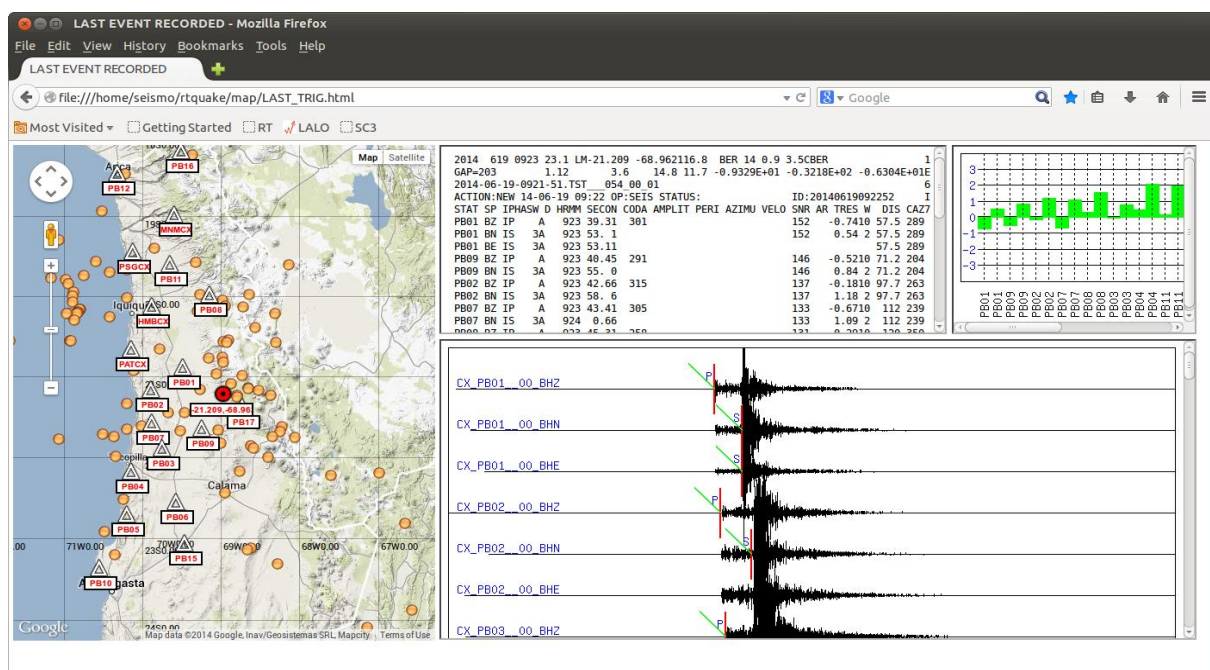 LAST EVENT RECORDED - Mozilla Firefox
File Edit View History Bookmarks Tools Help
LAST EVENT RECORDED
file:///home/seismo/rtquake/map/LAST_TRIG.html
Google
Most Visited Getting Started RT LALO SC3
Map Satellite
Arica
PB16
PB12
MNMCX
PSGCX
PB11
PB08
HMBCX
PATCX
PB01
PB02
-21.209,-68.96
PB17
PB07
PB09
PB03
PB04
Calama
PB05
PB06
71W0.00 69W 68W0.00 67W0.00
PB15
PB10
Google
Map data ©2014 Google, Inav/Geosistemas SRL, Mapcity Terms of Use
2014 619 0923 23.1 LM-21.209 -68.962116.8 BER 14 0.9 3.5CBER 1
GAP=203 1.12 3.6 14.8 11.7 -0.9329E+01 -0.3218E+02 -0.6304E+01E
2014-06-19-0921-51.TST___054_00_01 6
ACTION:NEW 14-06-19 09:22 OP:SEIS STATUS: ID:20140619092252 I
STAT SP IPHASW D HRMM SECON CODA AMPLIT PERI AZIMU VELO SNR AR TRES W DIS CAZ7
PB01 BZ IP A 923 39.31 301 152 -0.7410 57.5 289
PB01 BN IS 3A 923 53. 1 152 0.54 2 57.5 289
PB01 BE IS 3A 923 53.11 57.5 289
PB09 BZ IP A 923 40.45 291 146 -0.5210 71.2 204
PB09 BN IS 3A 923 55. 0 146 0.84 2 71.2 204
PB02 BZ IP A 923 42.66 315 137 -0.1810 97.7 263
PB02 BN IS 3A 923 58. 6 137 1.18 2 97.7 263
PB07 BZ IP A 923 43.41 305 133 -0.6710 112 239
PB07 BN IS 3A 924 0.66 133 1.09 2 112 239
3
2
1
-1
-2
-3
PB01
PB01
PB09
PB09
PB02
PB02
PB07
PB07
PB08
PB08
PB03
PB03
PB04
PB04
PB11
PB11
CX_PB01__00_BHZ P
CX_PB01__00_BHN S
CX_PB01__00_BHE S
CX_PB02__00_BHZ P
CX_PB02__00_BHN S
CX_PB02__00_BHE
CX_PB03__00_BHZ P